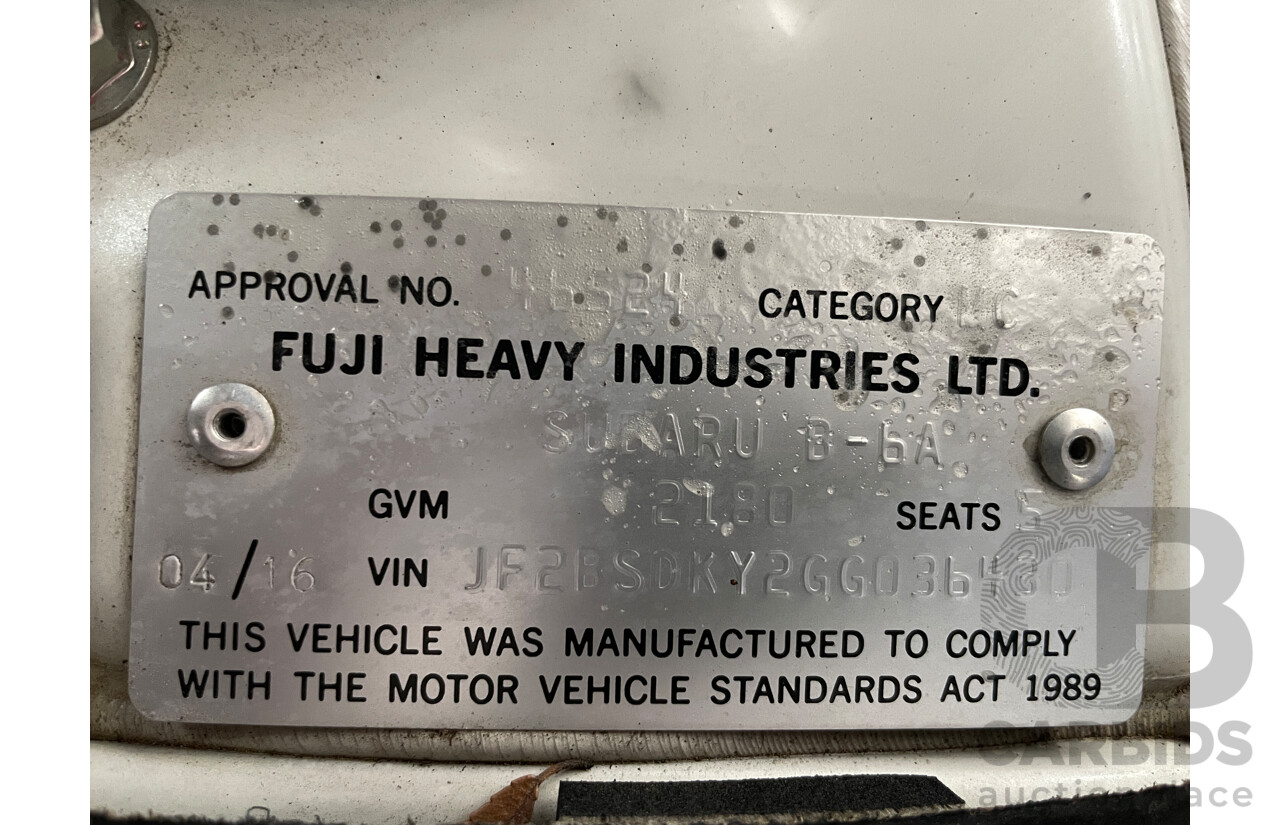 APPROVAL NO. 46524 CATEGORY MC
FUJI HEAVY INDUSTRIES LTD.
SUBARU B-6A
GVM 2180 SEATS 5
04/16 VIN JF2BSDKY2GG036430
THIS VEHICLE WAS MANUFACTURED TO COMPLY
WITH THE MOTOR VEHICLE STANDARDS ACT 1989
CARBIDS